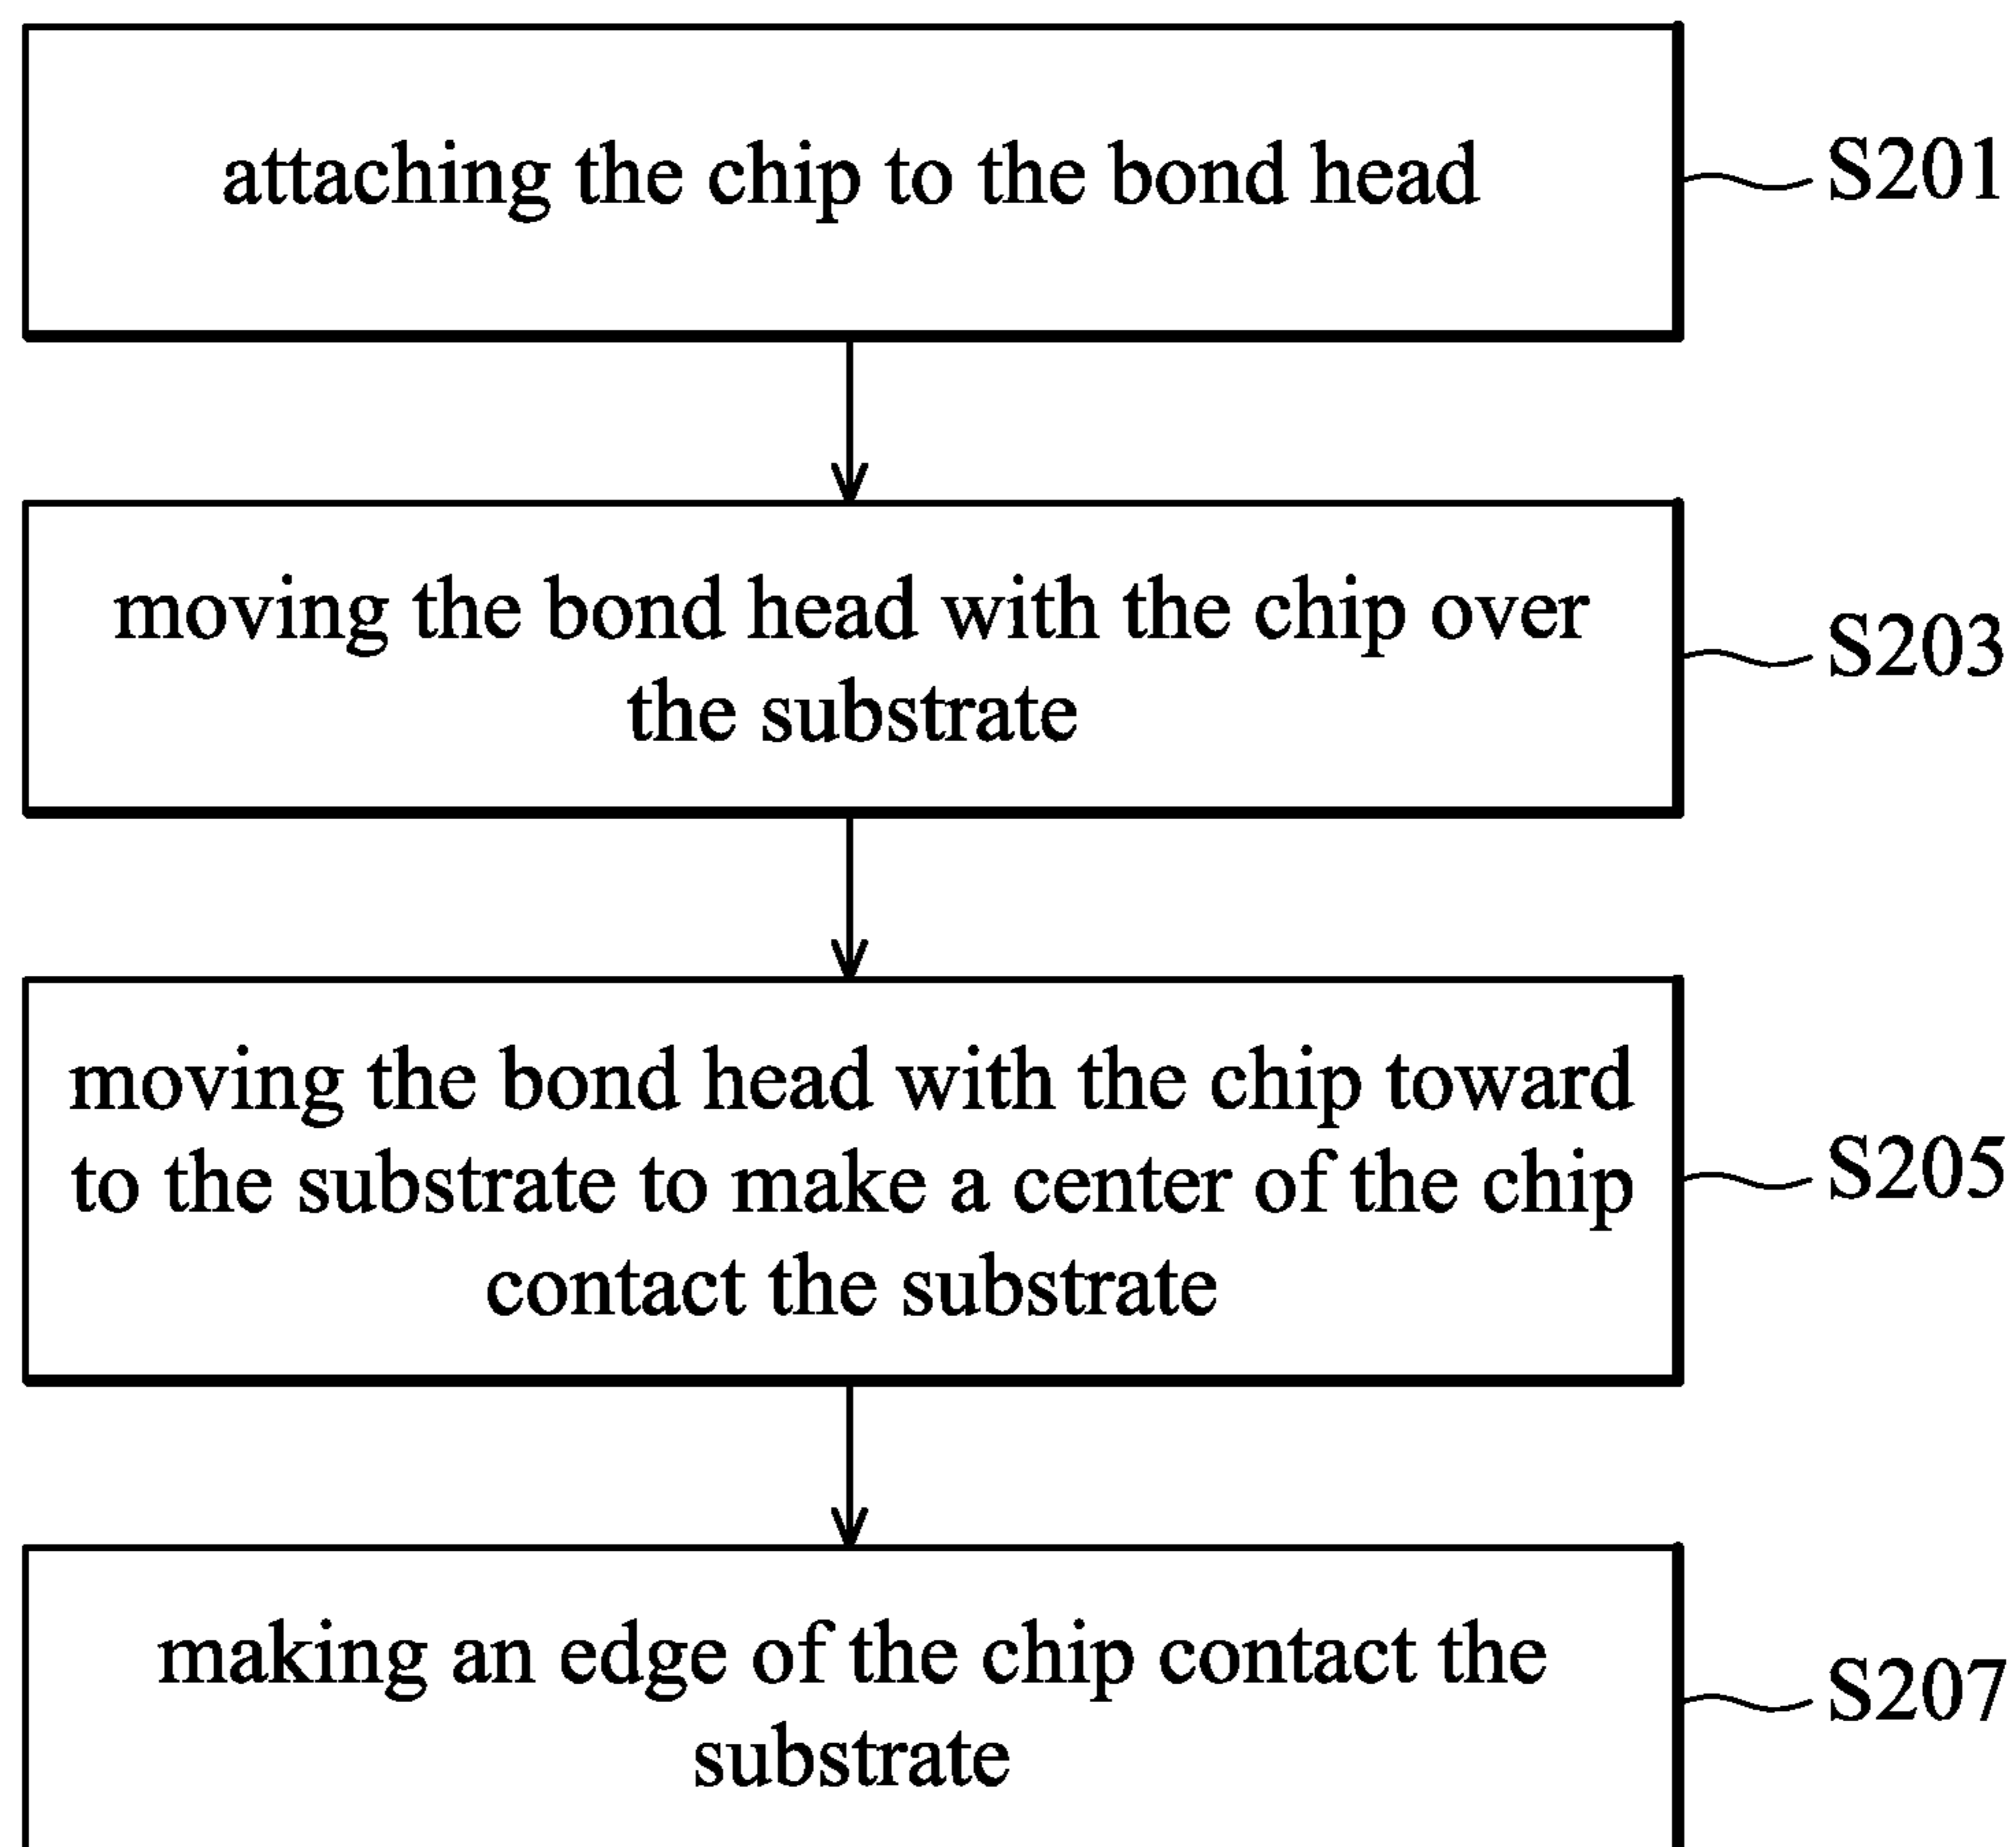 attaching the chip to the bond head
S201
moving the bond head with the chip over
the substrate
S203
moving the bond head with the chip toward
to the substrate to make a center of the chip
contact the substrate
S205
making an edge of the chip contact the
substrate
S207